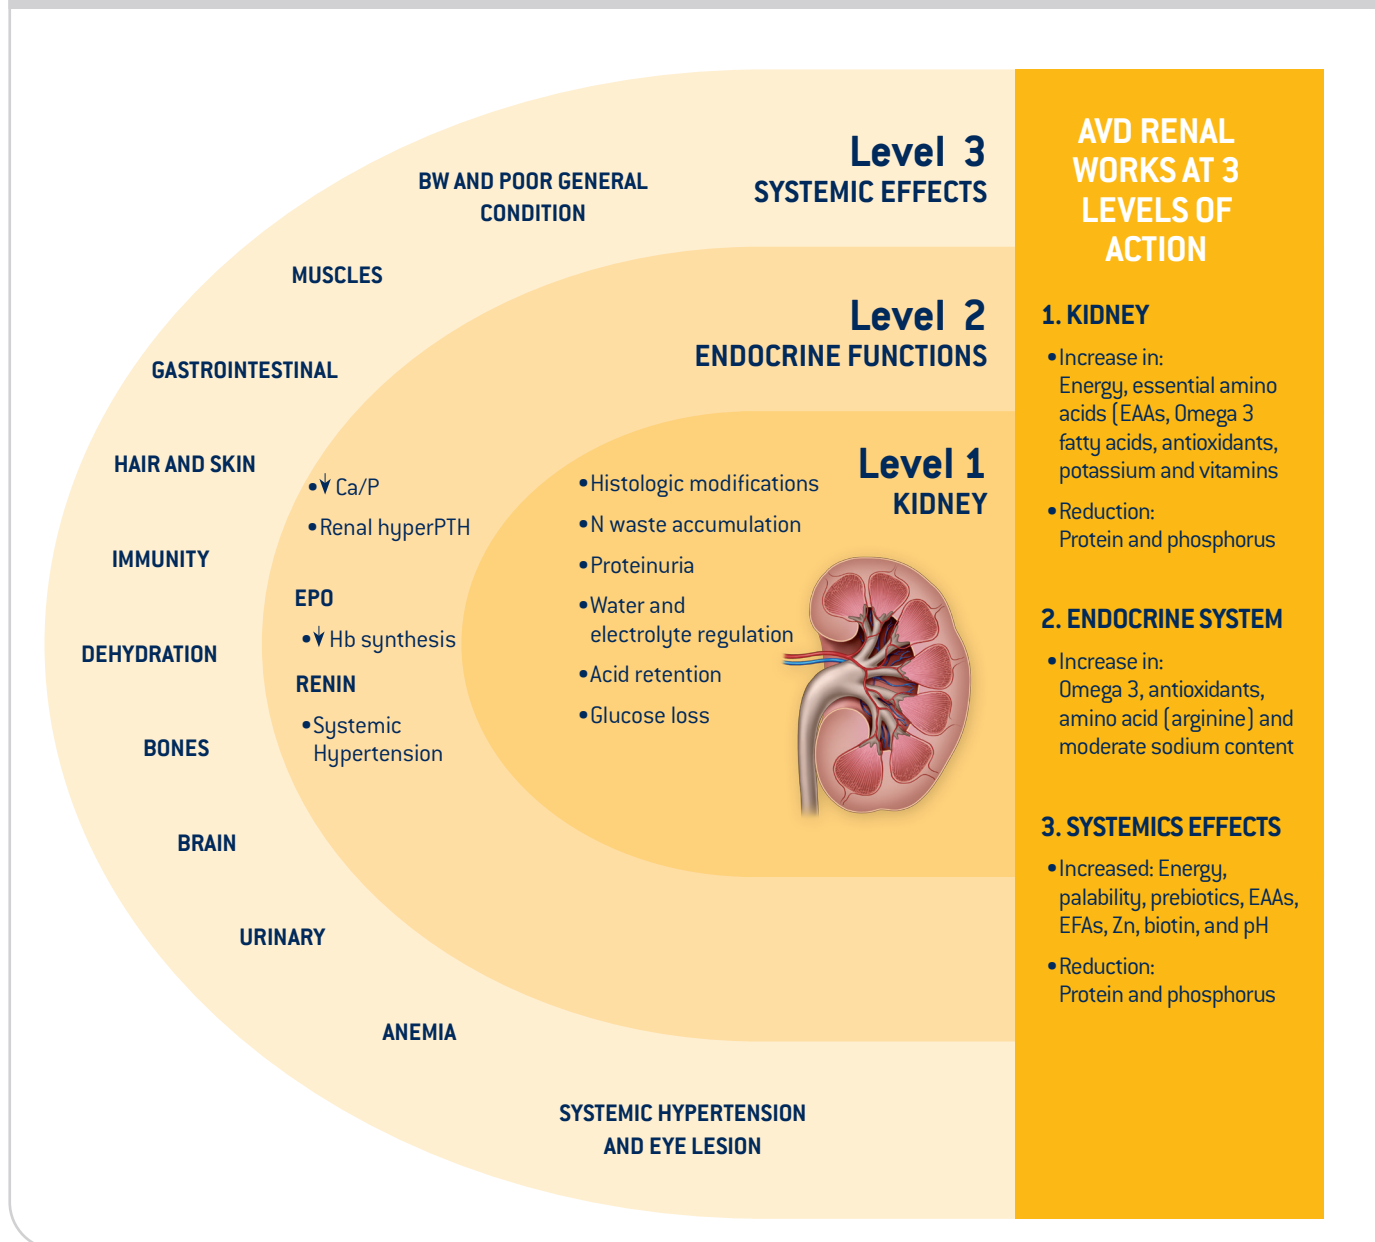 Level 3
SYSTEMIC EFFECTS
BW AND POOR GENERAL
CONDITION
MUSCLES
GASTROINTESTINAL
HAIR AND SKIN
IMMUNITY
DEHYDRATION
BONES
BRAIN
URINARY
ANEMIA
SYSTEMIC HYPERTENSION
AND EYE LESION
Level 2
ENDOCRINE FUNCTIONS
•↓ Ca/P
•Renal hyperPTH
EPO
•↓ Hb synthesis
RENIN
•Systemic
Hypertension
Level 1
KIDNEY
•Histologic modifications
•N waste accumulation
•Proteinuria
•Water and
electrolyte regulation
•Acid retention
•Glucose loss
AVD RENAL
WORKS AT 3
LEVELS OF
ACTION
1. KIDNEY
•Increase in:
Energy, essential amino
acids (EAAs, Omega 3
fatty acids, antioxidants,
potassium and vitamins
•Reduction:
Protein and phosphorus
2. ENDOCRINE SYSTEM
•Increase in:
Omega 3, antioxidants,
amino acid (arginine) and
moderate sodium content
3. SYSTEMICS EFFECTS
•Increased: Energy,
palability, prebiotics, EAAs,
EFAs, Zn, biotin, and pH
•Reduction:
Protein and phosphorus